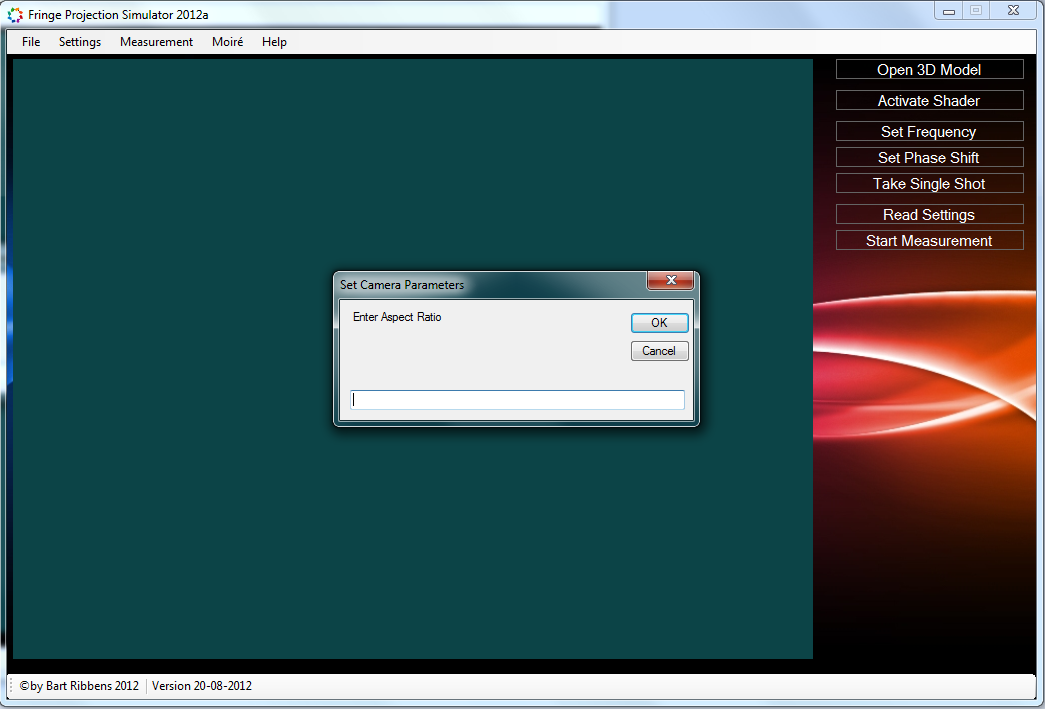 Fringe Projection Simulator 2012a
File Settings Measurement Moiré Help
Open 3D Model
Activate Shader
Set Frequency
Set Phase Shift
Take Single Shot
Read Settings
Start Measurement
Set Camera Parameters
Enter Aspect Ratio
OK
Cancel
©by Bart Ribbens 2012 Version 20-08-2012